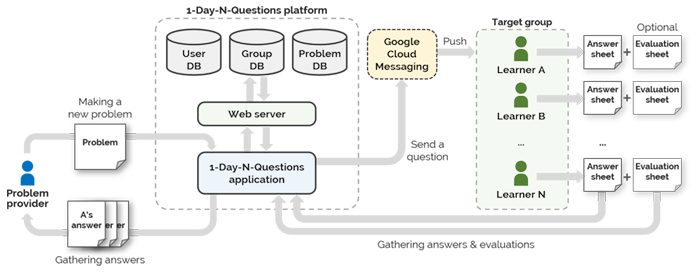 1-Day-N-Questions platform
User
DB
Group
DB
Problem
DB
Web server
1-Day-N-Questions
application
Making a
new problem
Problem
Problem
provider
A's
answer
Gathering answers
Google
Cloud
Messaging
Push
Send a
question
Target group
Learner A
Learner B
...
Learner N
Optional
Answer
sheet
+
Evaluation
sheet
Answer
sheet
+
Evaluation
sheet
...
Answer
sheet
+
Evaluation
sheet
Gathering answers & evaluations